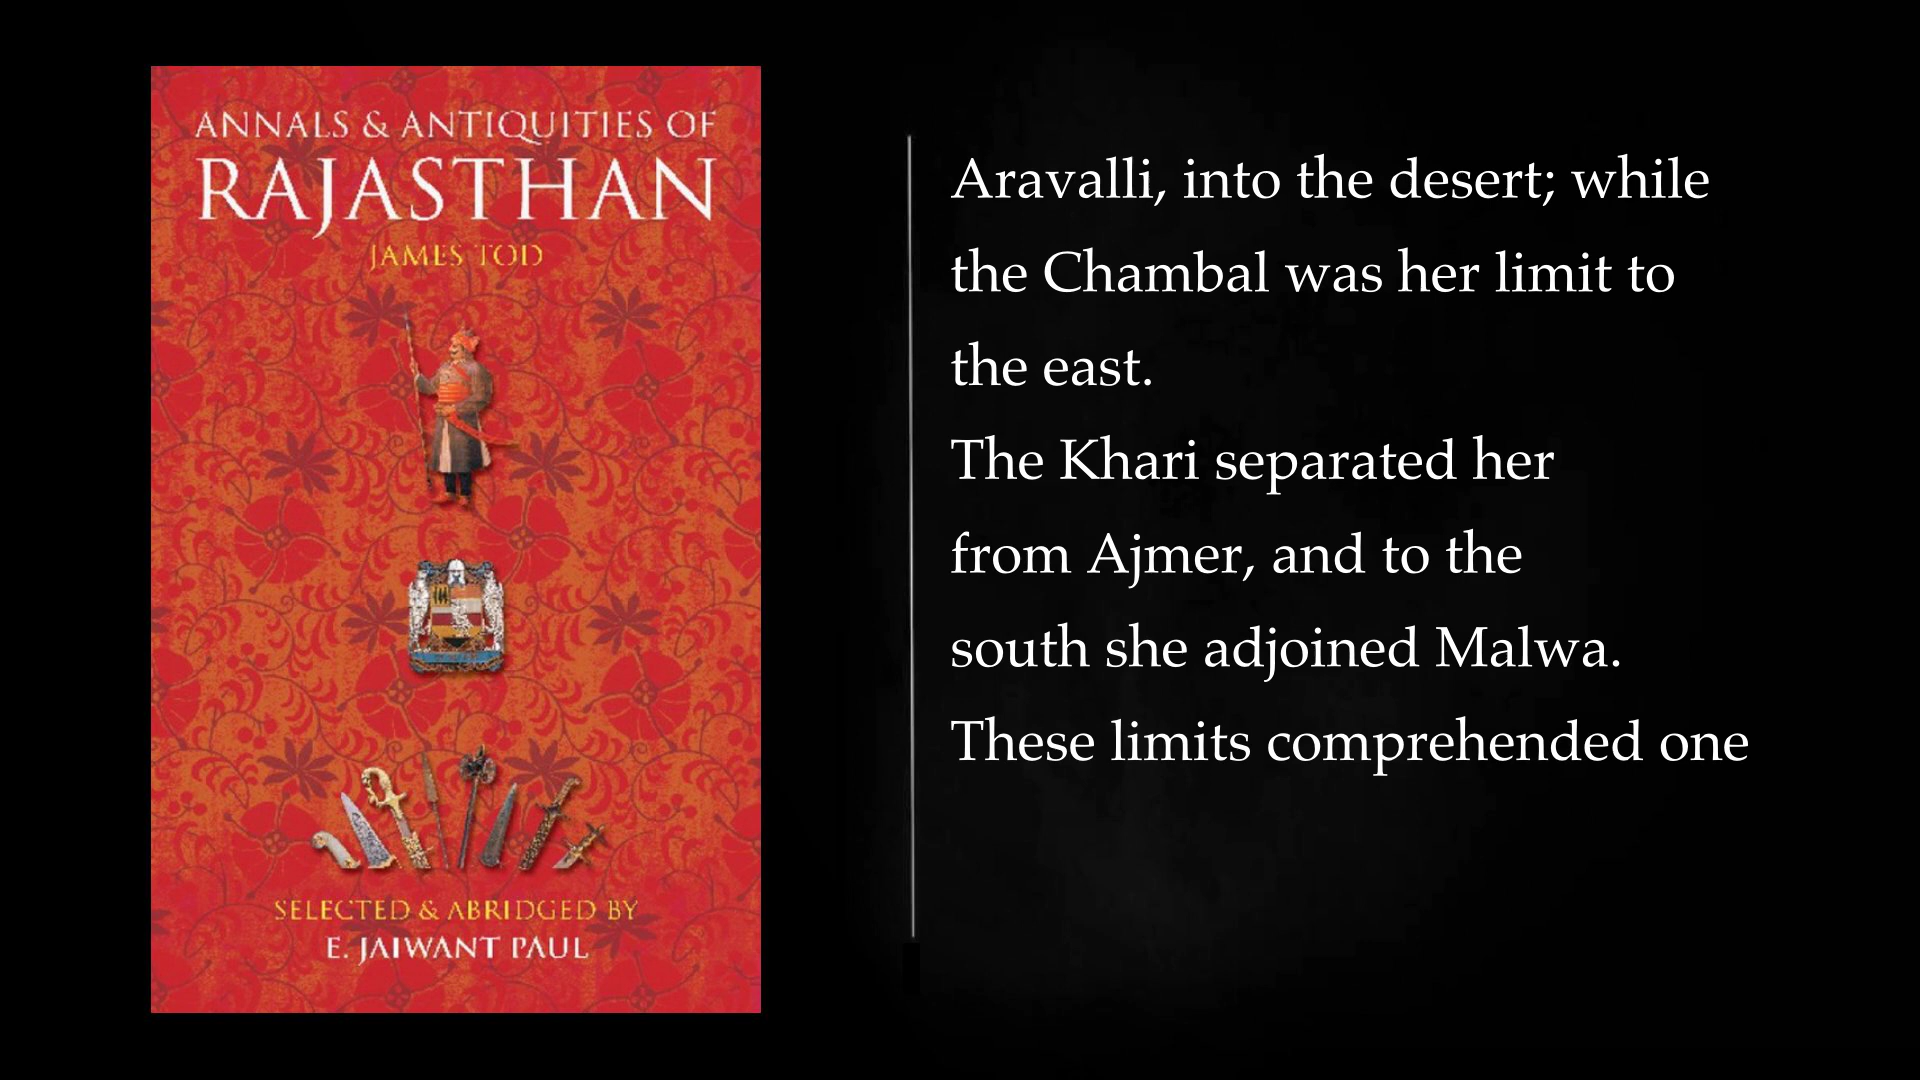 ANNALS & ANTIQUITIES OF
RAJASTHAN
JAMES TOD
SELECTED & ABRIDGED BY
E. JAIWANT PAUL
Aravalli, into the desert; while
the Chambal was her limit to
the east.
The Khari separated her
from Ajmer, and to the
south she adjoined Malwa.
These limits comprehended one